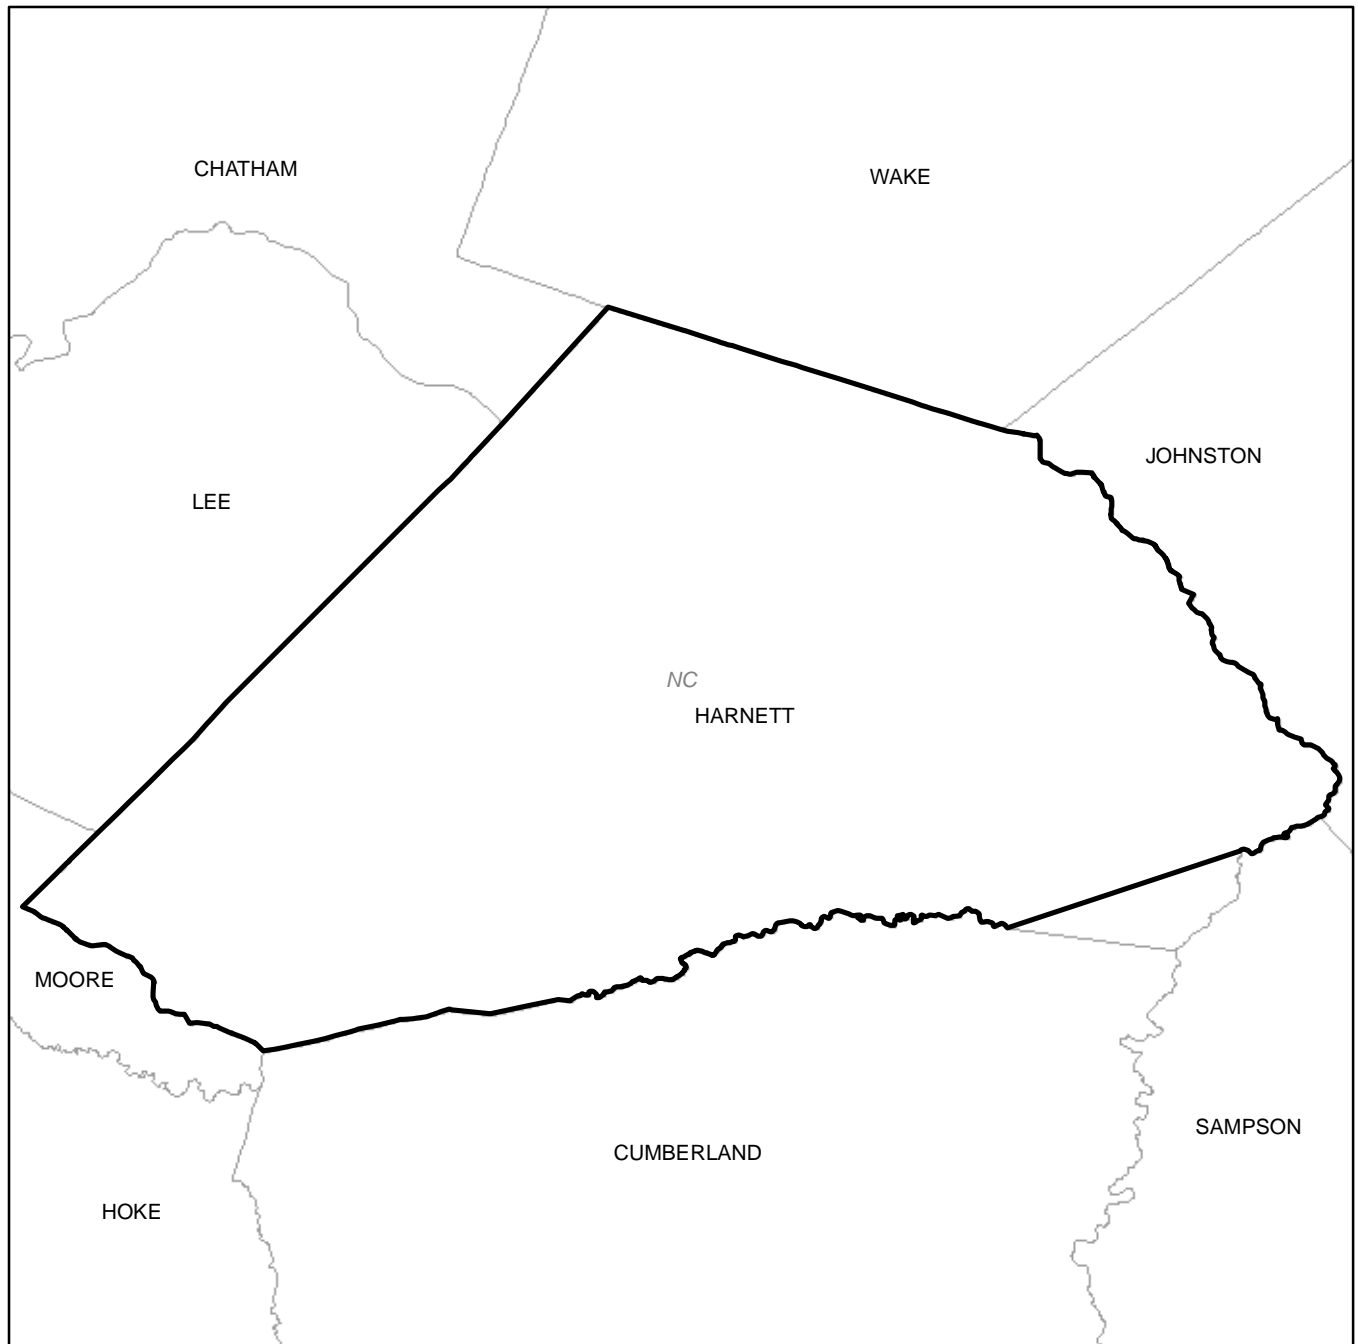 CHATHAM
WAKE
JOHNSTON
LEE
NC
HARNETT
MOORE
SAMPSON
CUMBERLAND
HOKE